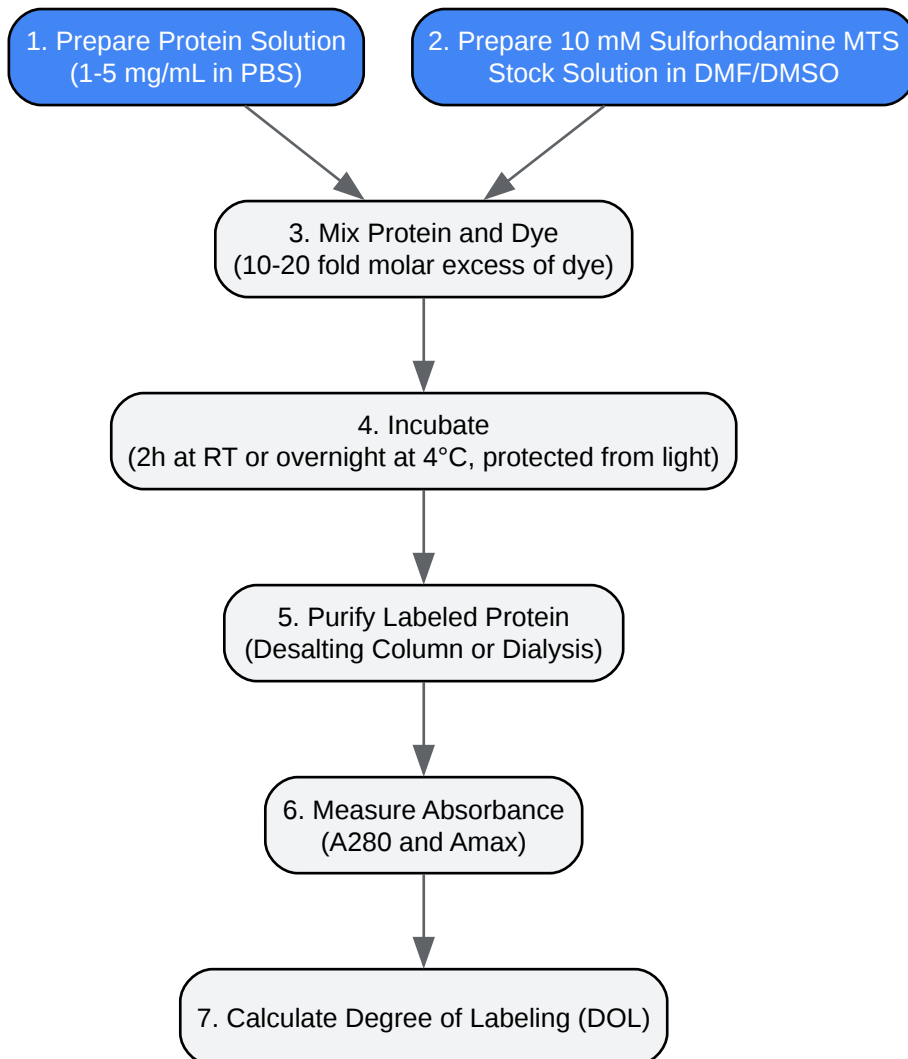 1. Prepare Protein Solution
(1-5 mg/mL in PBS)
2. Prepare 10 mM Sulforhodamine MTS
Stock Solution in DMF/DMSO
3. Mix Protein and Dye
(10-20 fold molar excess of dye)
4. Incubate
(2h at RT or overnight at 4°C, protected from light)
5. Purify Labeled Protein
(Desalting Column or Dialysis)
6. Measure Absorbance
(A280 and Amax)
7. Calculate Degree of Labeling (DOL)